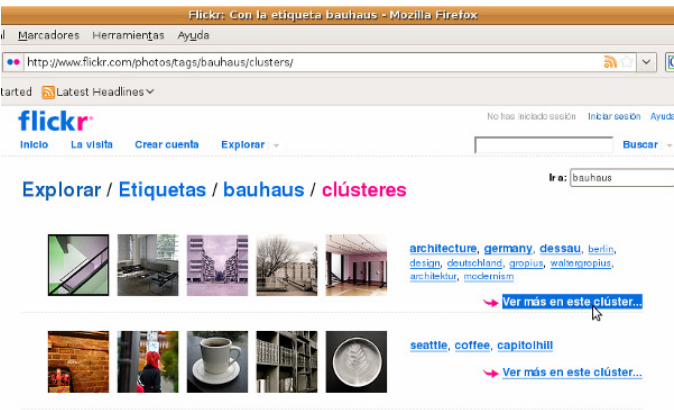 Flickr: Con la etiqueta bauhaus - Mozilla Firefox
Marcadores Herramientas Ayuda
http://www.flickr.com/photos/tags/bauhaus/clusters/
tarted Latest Headlines
flickr
No has iniciado sesión Iniciar sesión Ayuda
Inicio La visita Crear cuenta Explorar Buscar
Ir a: bauhaus
Explorar / Etiquetas / bauhaus / clústeres
architecture, germany, dessau, berlin,
design, deutschland, gropius, waltergropius,
architektur, modernism
Ver más en este clúster...
seattle, coffee, capitolhill
Ver más en este clúster...